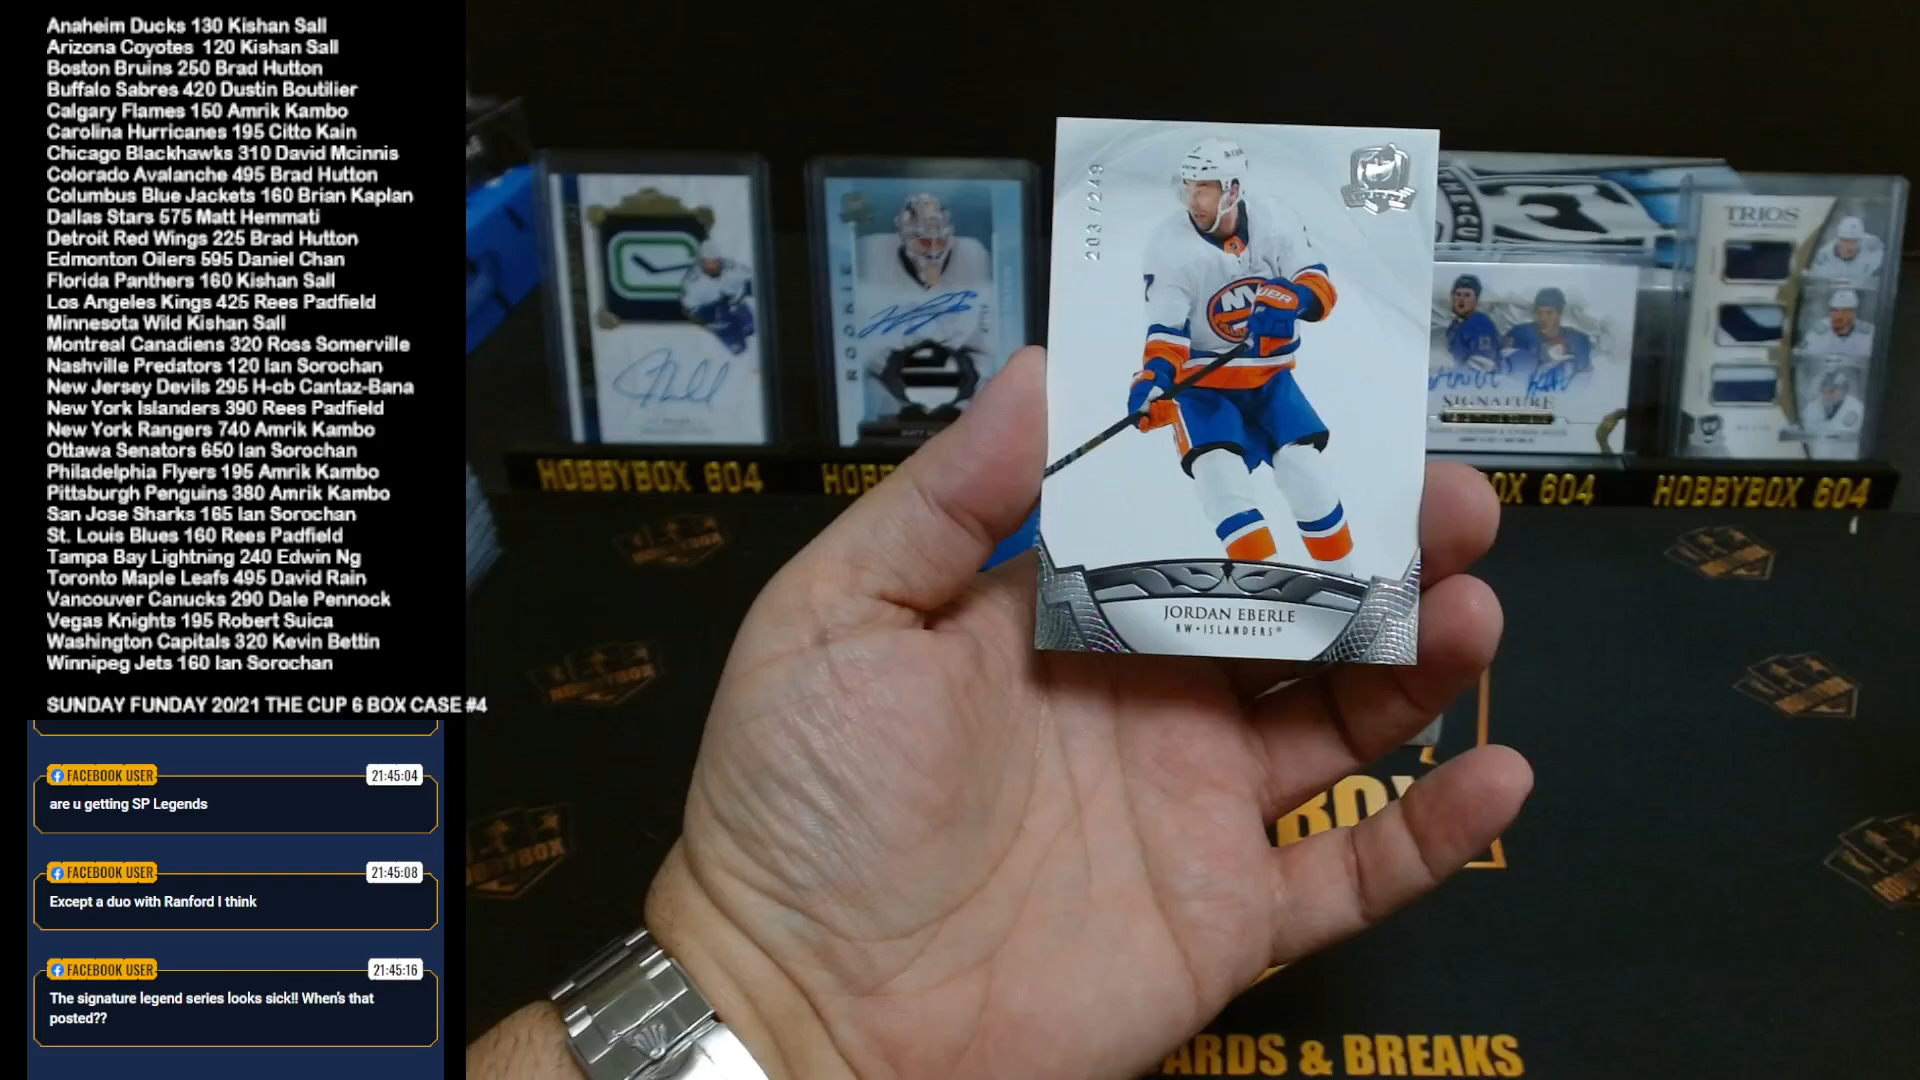 Anaheim Ducks 130 Kishan Sall
Arizona Coyotes 120 Kishan Sall
Boston Bruins 250 Brad Hutton
Buffalo Sabres 420 Dustin Boutilier
Calgary Flames 150 Amrik Kambo
Carolina Hurricanes 195 Citto Kain
Chicago Blackhawks 310 David Mcinnis
Colorado Avalanche 495 Brad Hutton
Columbus Blue Jackets 160 Brian Kaplan
Dallas Stars 575 Matt Hemmati
Detroit Red Wings 225 Brad Hutton
Edmonton Oilers 595 Daniel Chan
Florida Panthers 160 Kishan Sall
Los Angeles Kings 425 Rees Padfield
Minnesota Wild Kishan Sall
Montreal Canadiens 320 Ross Somerville
Nashville Predators 120 Ian Sorochan
New Jersey Devils 295 H-cb Cantaz-Bana
New York Islanders 390 Rees Padfield
New York Rangers 740 Amrik Kambo
Ottawa Senators 650 Ian Sorochan
Philadelphia Flyers 195 Amrik Kambo
Pittsburgh Penguins 380 Amrik Kambo
San Jose Sharks 165 Ian Sorochan
St. Louis Blues 160 Rees Padfield
Tampa Bay Lightning 240 Edwin Ng
Toronto Maple Leafs 495 David Rain
Vancouver Canucks 290 Dale Pennock
Vegas Knights 195 Robert Suica
Washington Capitals 320 Kevin Bettin
Winnipeg Jets 160 Ian Sorochan
SUNDAY FUNDAY 20/21 THE CUP 6 BOX CASE #4
FACEBOOK USER 21:45:04
are u getting SP Legends
FACEBOOK USER 21:45:08
Except a duo with Ranford I think
FACEBOOK USER 21:45:16
The signature legend series looks sick!! When's that
posted??
203/249
7
JORDAN EBERLE
RW • ISLANDERS
ROOKIE
SIGNATURE
TRIOS
HOBBYBOX 604
HOBBYBOX 604
OX 604
ARDS & BREAKS